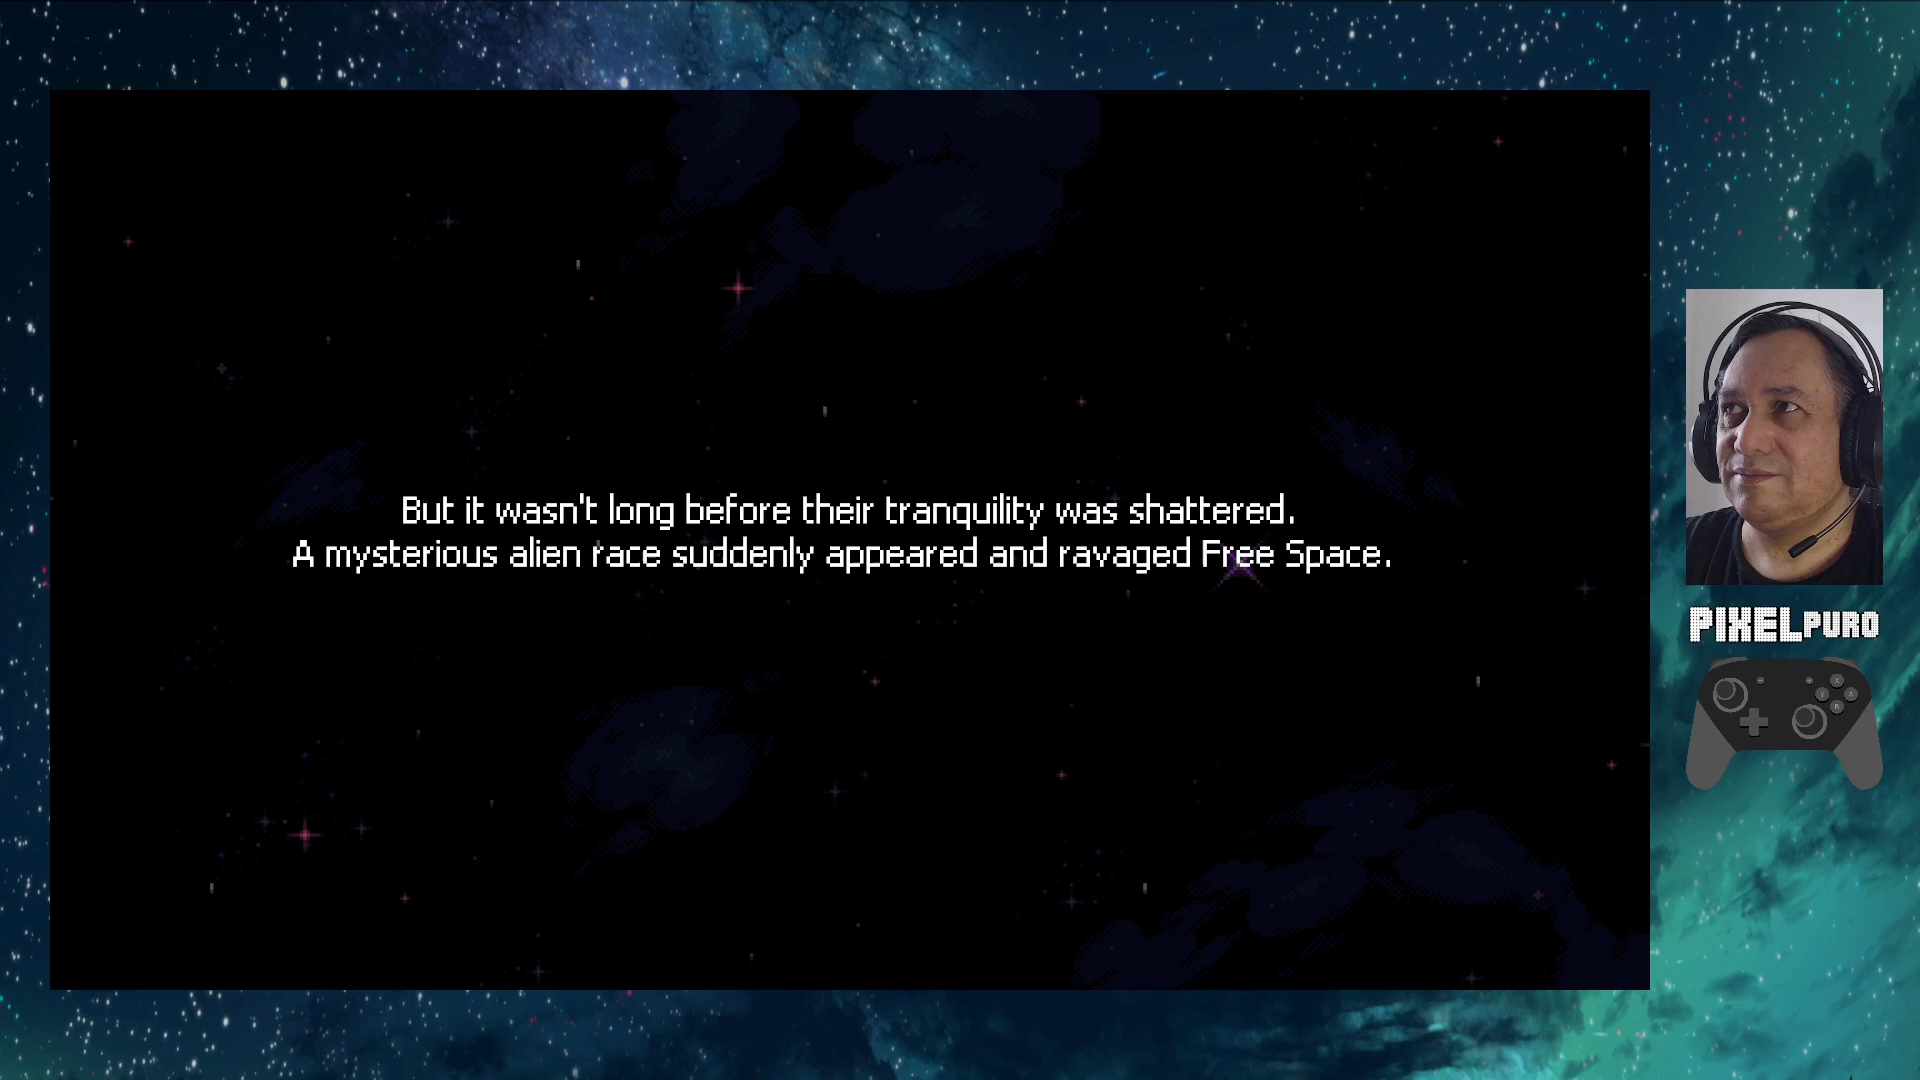 But it wasn't long before their tranquility was shattered.
A mysterious alien race suddenly appeared and ravaged Free Space.
PIXELPURO
X
Y A
B